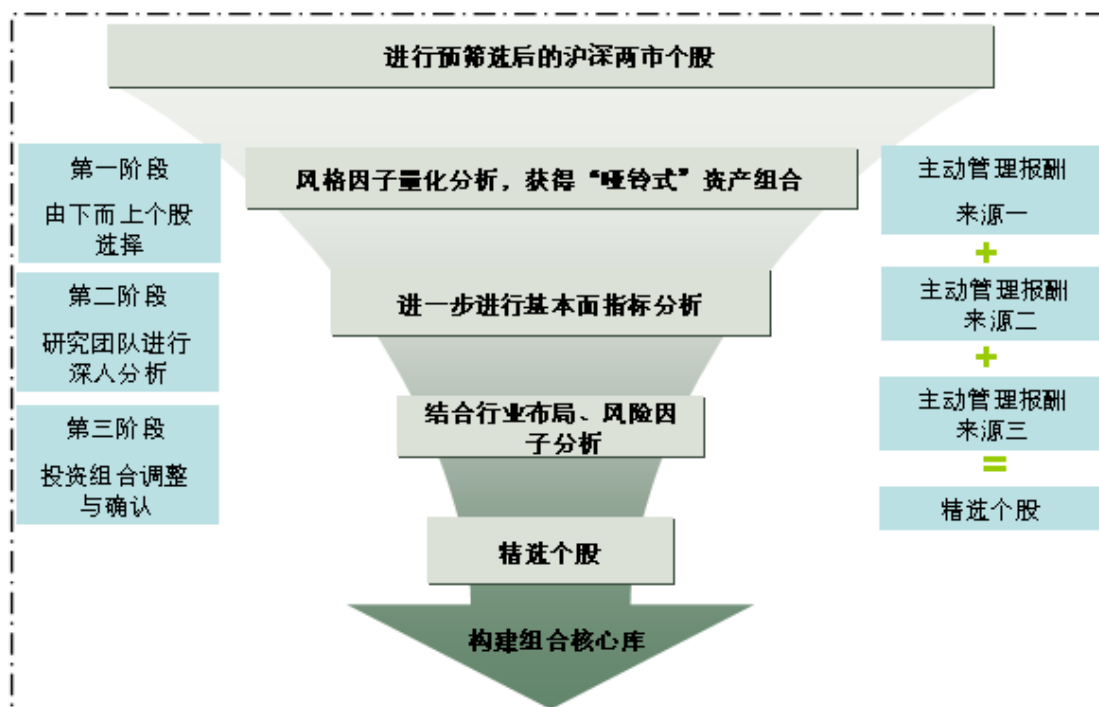 进行预筛选后的沪深两市个股
第一阶段
由下而上个股
选择
风格因子量化分析，获得“哑铃式”资产组合
主动管理报酬
来源一
+
第二阶段
研究团队进行
深入分析
进一步进行基本面指标分析
主动管理报酬
来源二
+
第三阶段
投资组合调整
与确认
结合行业布局、风险因
子分析
主动管理报酬
来源三
=
精选个股
精选个股
构建组合核心库